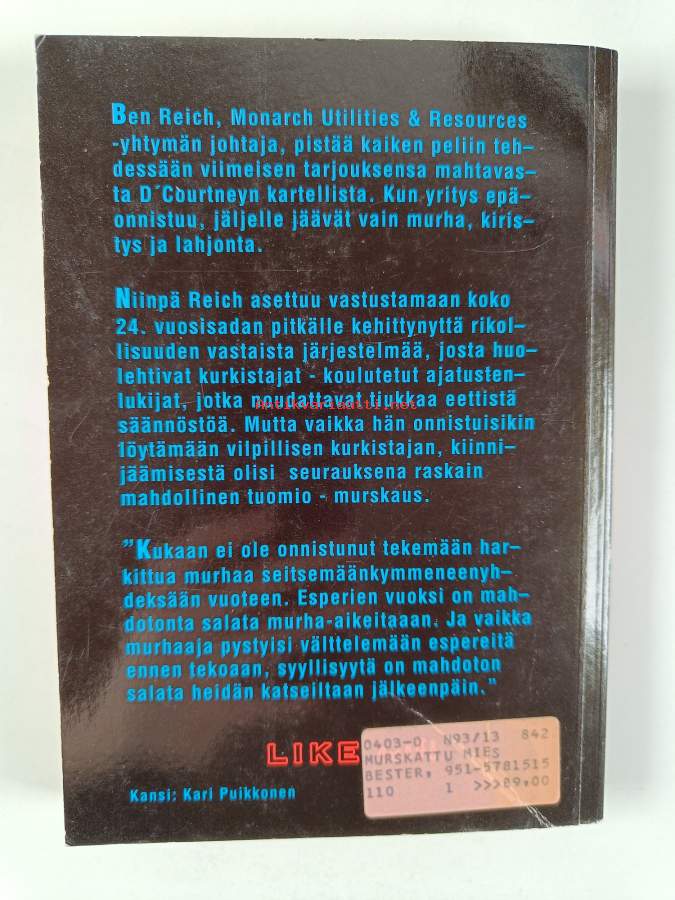 Ben Reich, Monarch Utilities & Resources
-yhtymän johtaja, pistää kaiken peliin teh-
dessään viimeisen tarjouksensa mahtavas-
ta D´Courtneyn kartellista. Kun yritys epä-
onnistuu, jäljelle jäävät vain murha, kiris-
tys ja lahjonta.
Niinpä Reich asettuu vastustamaan koko
24. vuosisadan pitkälle kehittynyttä rikol-
lisuuden vastaista järjestelmää, josta huo-
lehtivat kurkistajat - koulutetut ajatusten-
lukijat, jotka noudattavat tiukkaa eettistä
Antikvariaatti.net
säännöstöä. Mutta vaikka hän onnistuisikin
löytämään vilpillisen kurkistajan, kiinni-
jäämisestä olisi seurauksena raskain
mahdollinen tuomio - murskaus.
"Kukaan ei ole onnistunut tekemään har-
kittua murhaa seitsemäänkymmeneenyh-
deksään vuoteen. Esperien vuoksi on mah-
dotonta salata murha-aikeitaaan. Ja vaikka
murhaaja pystyisi välttelemään espereitä
ennen tekoaan, syyllisyytä on mahdoton
salata heidän katseiltaan jälkeenpäin."
LIKE
0403-0 N93/13 842
MURSKATTU MIES
BESTER, 951-5781515
110 1 >>>89,00
Kansi: Kari Puikkonen